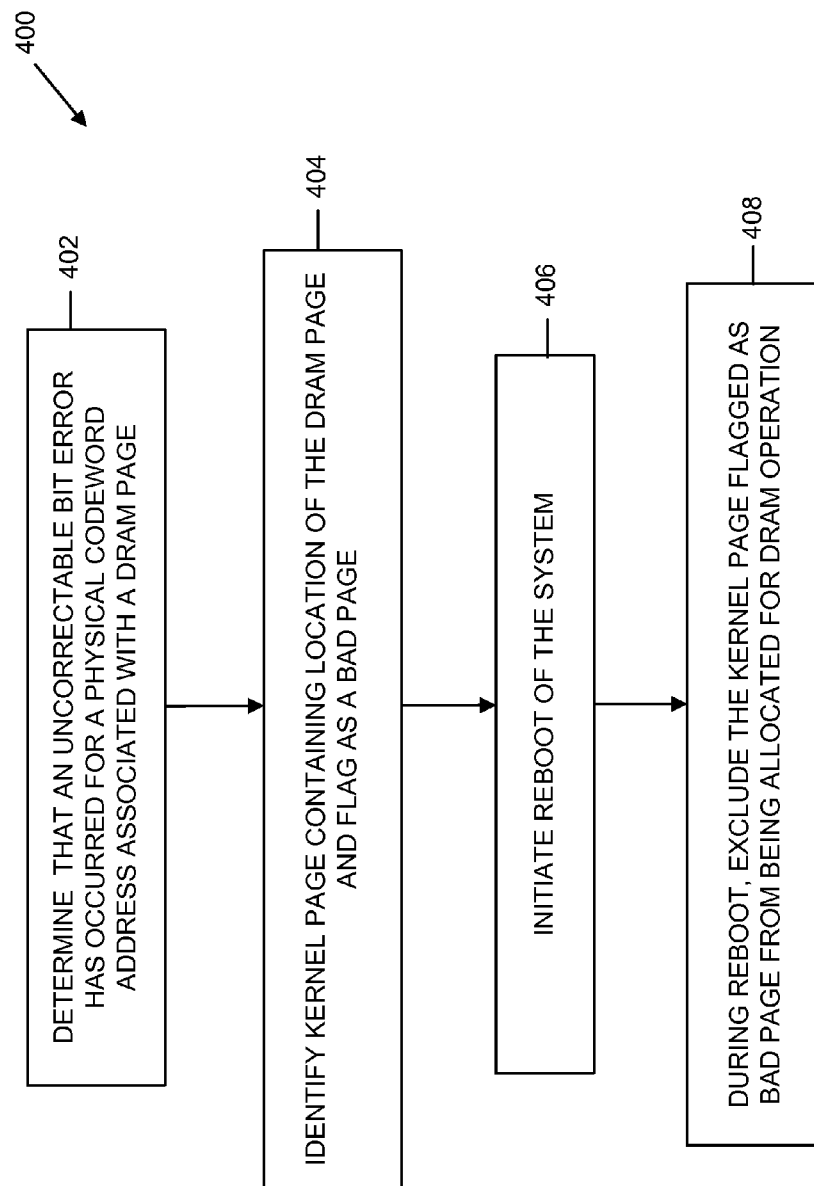 400
402
DETERMINE THAT AN UNCORRECTABLE BIT ERROR
HAS OCCURRED FOR A PHYSICAL CODEWORD
ADDRESS ASSOCIATED WITH A DRAM PAGE
404
IDENTIFY KERNEL PAGE CONTAINING LOCATION OF THE DRAM PAGE
AND FLAG AS A BAD PAGE
406
INITIATE REBOOT OF THE SYSTEM
408
DURING REBOOT, EXCLUDE THE KERNEL PAGE FLAGGED AS
BAD PAGE FROM BEING ALLOCATED FOR DRAM OPERATION